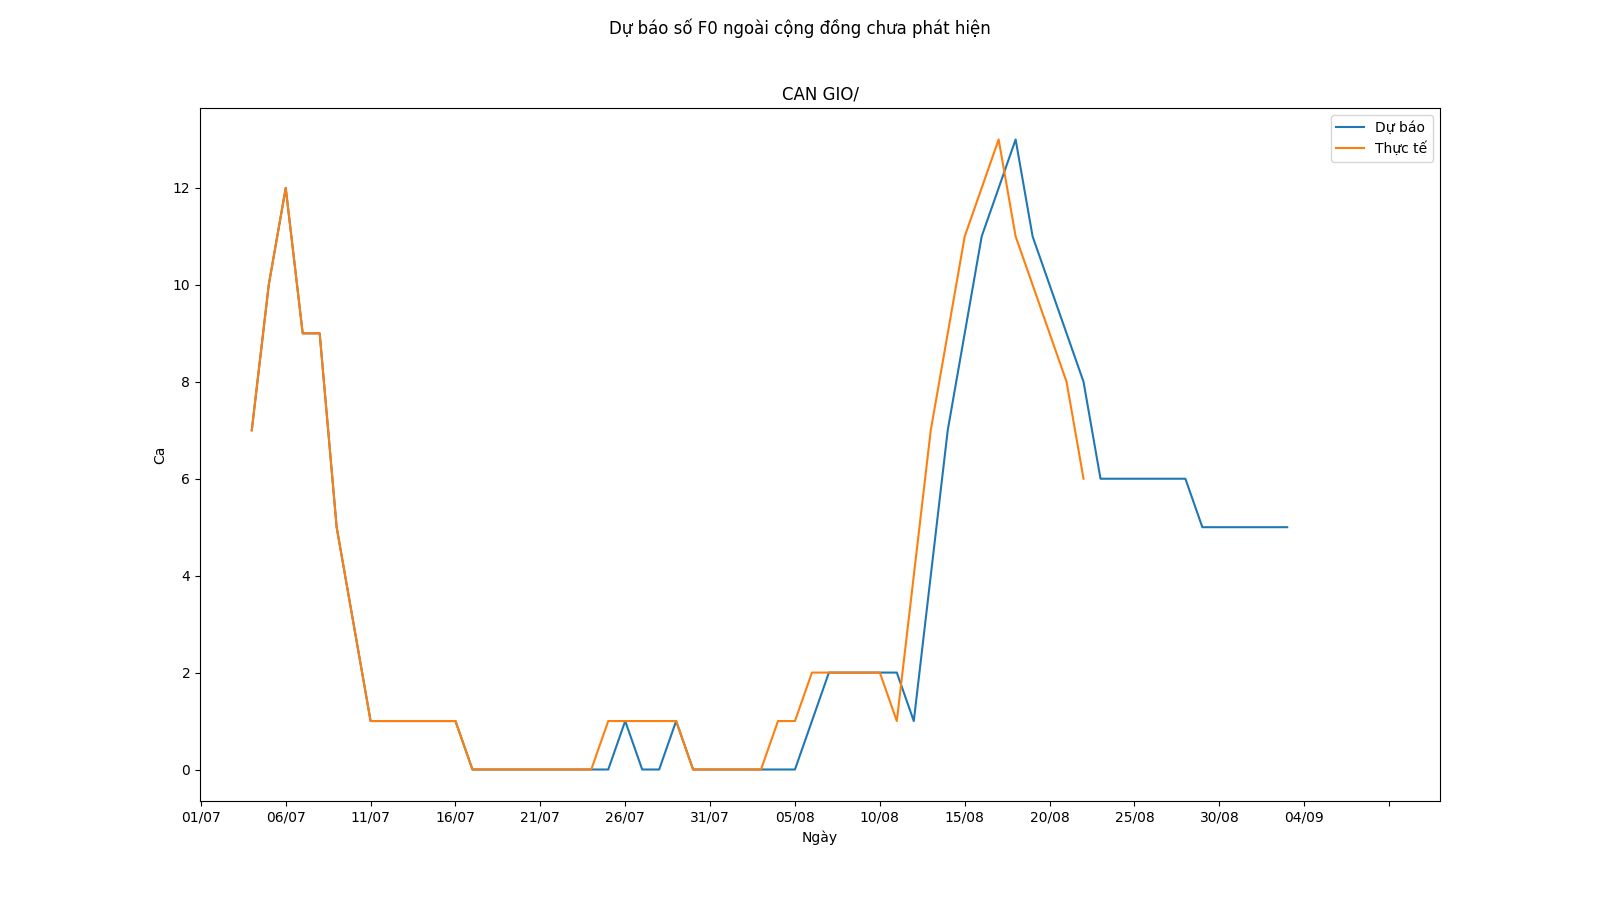 Dự báo số F0 ngoài cộng đồng chưa phát hiện
CAN GIO/
Dự báo
Thực tế
12
10
8
6
4
2
0
Ca
01/07 06/07 11/07 16/07 21/07 26/07 31/07 05/08 10/08 15/08 20/08 25/08 30/08 04/09
Ngày